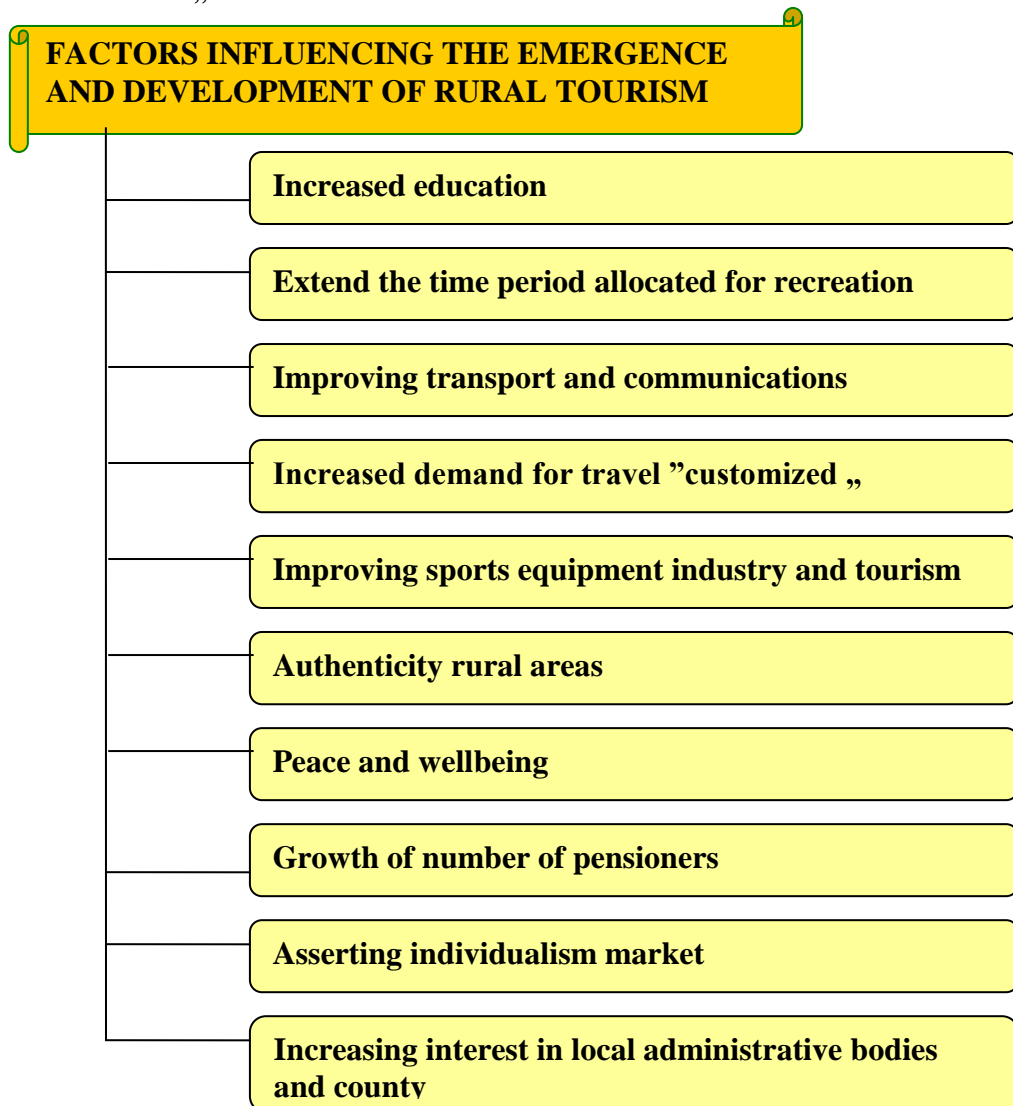 „
FACTORS INFLUENCING THE EMERGENCE
AND DEVELOPMENT OF RURAL TOURISM
Increased education
Extend the time period allocated for recreation
Improving transport and communications
Increased demand for travel ”customized „
Improving sports equipment industry and tourism
Authenticity rural areas
Peace and wellbeing
Growth of number of pensioners
Asserting individualism market
Increasing interest in local administrative bodies
and county